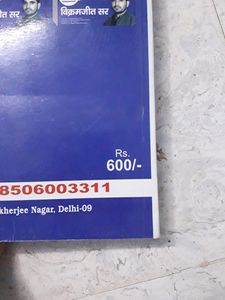 विक्रमजीत सर
Rs.
600/-
8506003311
kherjee Nagar, Delhi-09